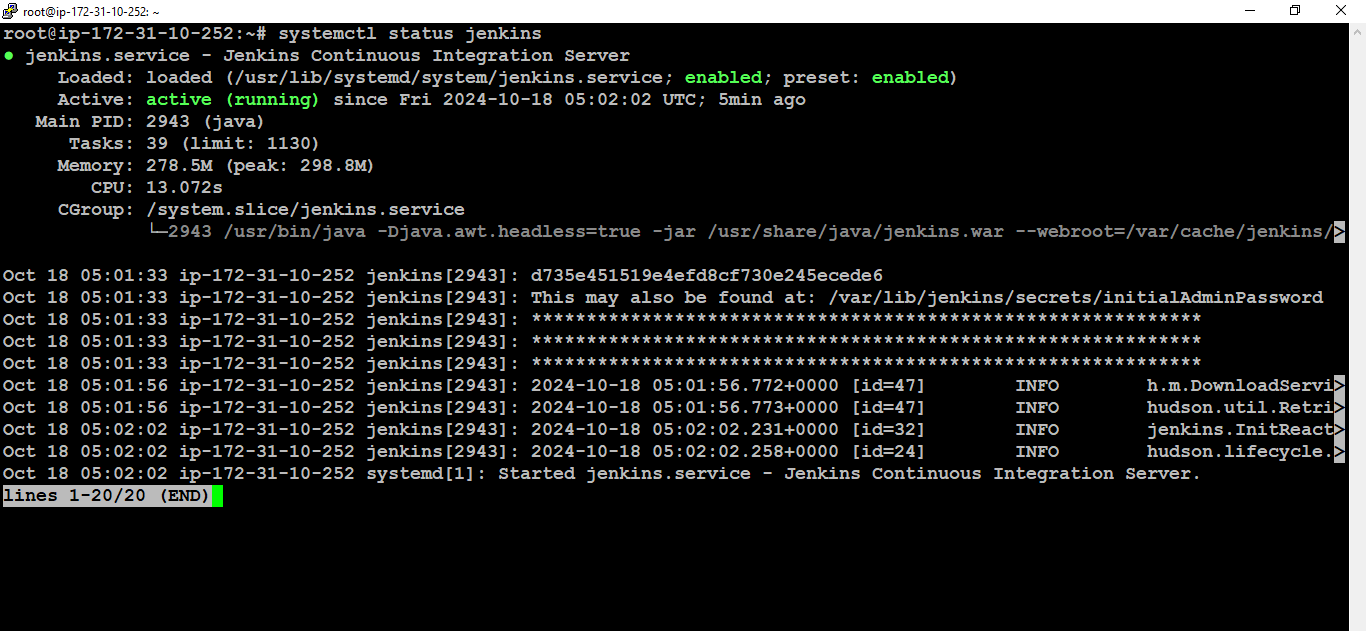 root@ip-172-31-10-252: ~
root@ip-172-31-10-252:~# systemctl status jenkins
● jenkins.service - Jenkins Continuous Integration Server
     Loaded: loaded (/usr/lib/systemd/system/jenkins.service; enabled; preset: enabled)
     Active: active (running) since Fri 2024-10-18 05:02:02 UTC; 5min ago
   Main PID: 2943 (java)
      Tasks: 39 (limit: 1130)
     Memory: 278.5M (peak: 298.8M)
        CPU: 13.072s
     CGroup: /system.slice/jenkins.service
             └─2943 /usr/bin/java -Djava.awt.headless=true -jar /usr/share/java/jenkins.war --webroot=/var/cache/jenkins/>
Oct 18 05:01:33 ip-172-31-10-252 jenkins[2943]: d735e451519e4efd8cf730e245ecede6
Oct 18 05:01:33 ip-172-31-10-252 jenkins[2943]: This may also be found at: /var/lib/jenkins/secrets/initialAdminPassword
Oct 18 05:01:33 ip-172-31-10-252 jenkins[2943]: *************************************************************
Oct 18 05:01:33 ip-172-31-10-252 jenkins[2943]: *************************************************************
Oct 18 05:01:33 ip-172-31-10-252 jenkins[2943]: *************************************************************
Oct 18 05:01:56 ip-172-31-10-252 jenkins[2943]: 2024-10-18 05:01:56.772+0000 [id=47]        INFO        h.m.DownloadServi>
Oct 18 05:01:56 ip-172-31-10-252 jenkins[2943]: 2024-10-18 05:01:56.773+0000 [id=47]        INFO        hudson.util.Retri>
Oct 18 05:02:02 ip-172-31-10-252 jenkins[2943]: 2024-10-18 05:02:02.231+0000 [id=32]        INFO        jenkins.InitReact>
Oct 18 05:02:02 ip-172-31-10-252 jenkins[2943]: 2024-10-18 05:02:02.258+0000 [id=24]        INFO        hudson.lifecycle.>
Oct 18 05:02:02 ip-172-31-10-252 systemd[1]: Started jenkins.service - Jenkins Continuous Integration Server.
lines 1-20/20 (END)